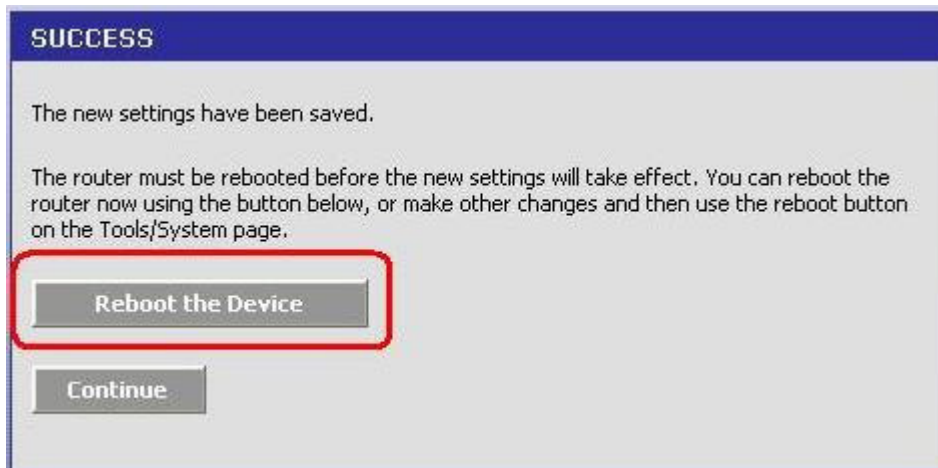 SUCCESS
The new settings have been saved.
The router must be rebooted before the new settings will take effect. You can reboot the
router now using the button below, or make other changes and then use the reboot button
on the Tools/System page.
Reboot the Device
Continue